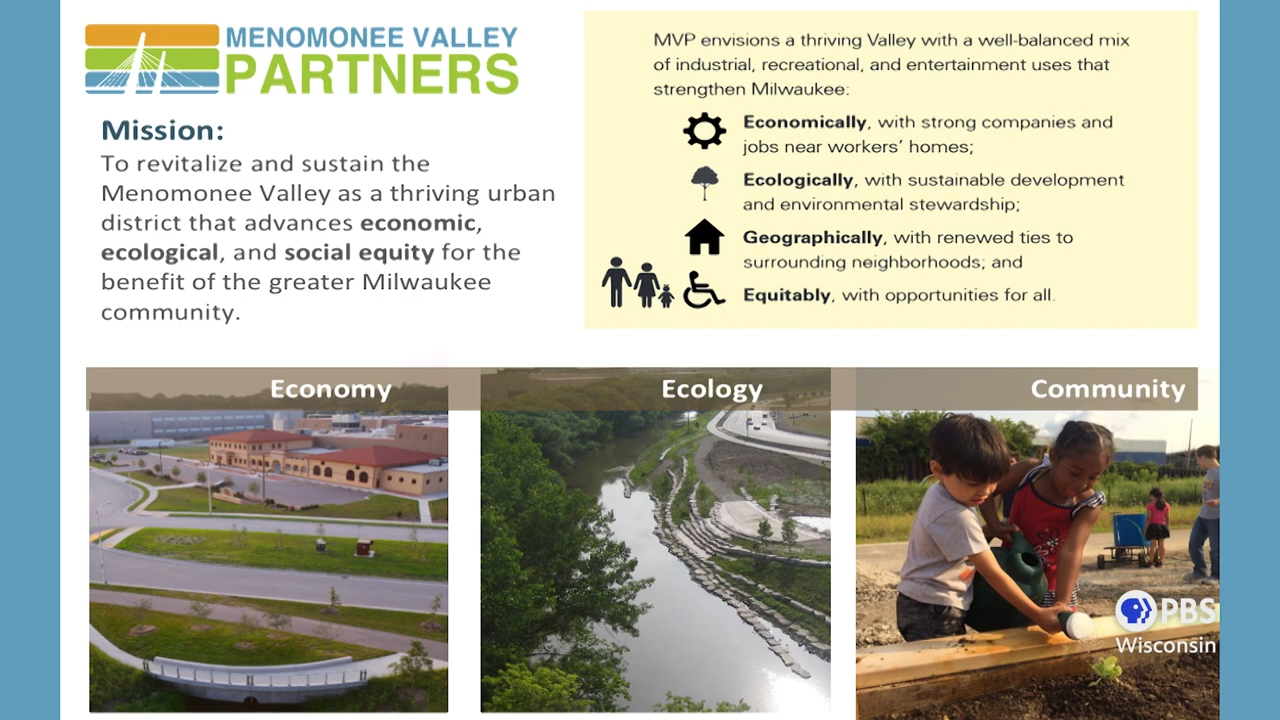 MENOMONEE VALLEY
PARTNERS
Mission:
To revitalize and sustain the
Menomonee Valley as a thriving urban
district that advances economic,
ecological, and social equity for the
benefit of the greater Milwaukee
community.
MVP envisions a thriving Valley with a well-balanced mix
of industrial, recreational, and entertainment uses that
strengthen Milwaukee:
Economically, with strong companies and
jobs near workers’ homes;
Ecologically, with sustainable development
and environmental stewardship;
Geographically, with renewed ties to
surrounding neighborhoods; and
Equitably, with opportunities for all.
Economy
Ecology
Community
PBS
Wisconsin